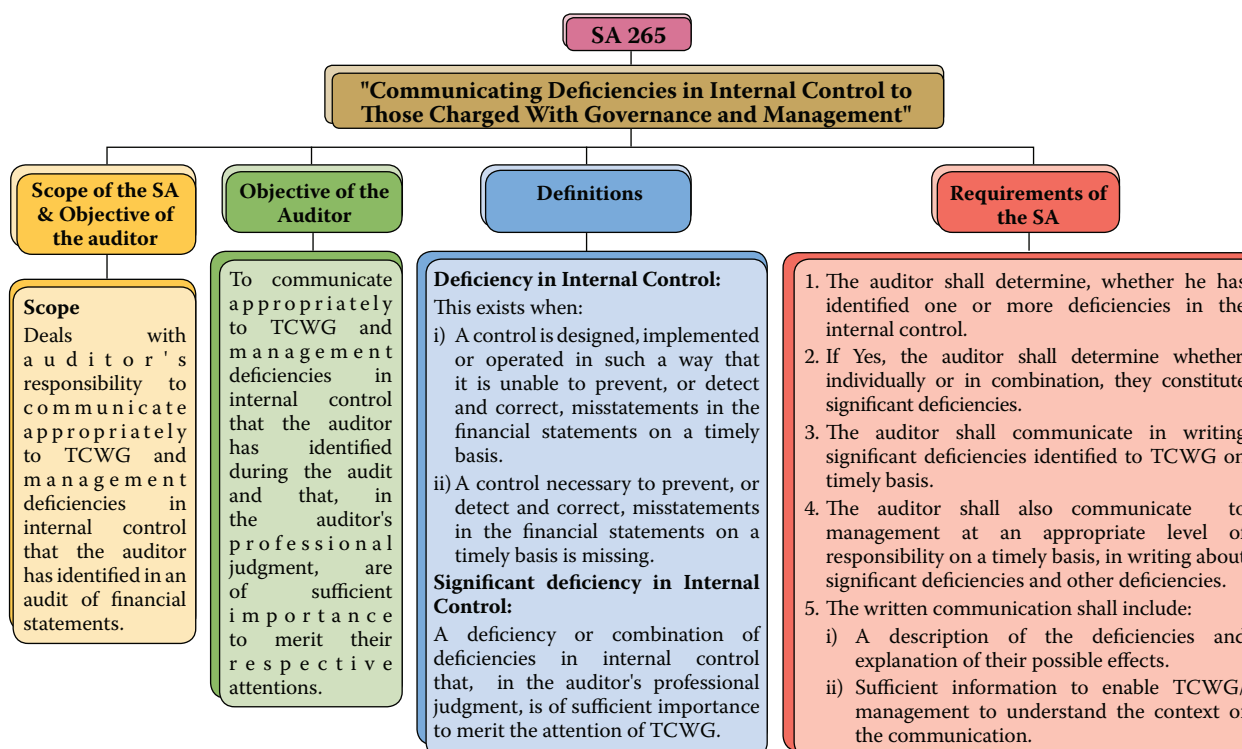 SA 265
"Communicating Deficiencies in Internal Control to
Those Charged With Governance and Management"
Scope of the SA
& Objective of
the auditor
Scope
Deals with
auditor's
responsibility to
communicate
appropriately
to TCWG and
management
deficiencies in
internal control
that the auditor
has identified in an
audit of financial
statements.
Objective of the
Auditor
To communicate
appropriately
to TCWG and
management
deficiencies in
internal control
that the auditor
has identified
during the audit
and that, in
the auditor's
professional
judgment, are
of sufficient
importance
to merit their
respective
attentions.
Definitions
Deficiency in Internal Control:
This exists when:
i) A control is designed, implemented
or operated in such a way that
it is unable to prevent, or detect
and correct, misstatements in the
financial statements on a timely
basis.
ii) A control necessary to prevent, or
detect and correct, misstatements
in the financial statements on a
timely basis is missing.
Significant deficiency in Internal
Control:
A deficiency or combination of
deficiencies in internal control
that, in the auditor's professional
judgment, is of sufficient importance
to merit the attention of TCWG.
Requirements of
the SA
1. The auditor shall determine, whether he has
identified one or more deficiencies in the
internal control.
2. If Yes, the auditor shall determine whether,
individually or in combination, they constitute
significant deficiencies.
3. The auditor shall communicate in writing
significant deficiencies identified to TCWG on
timely basis.
4. The auditor shall also communicate to
management at an appropriate level of
responsibility on a timely basis, in writing about
significant deficiencies and other deficiencies.
5. The written communication shall include:
i) A description of the deficiencies and
explanation of their possible effects.
ii) Sufficient information to enable TCWG/
management to understand the context of
the communication.